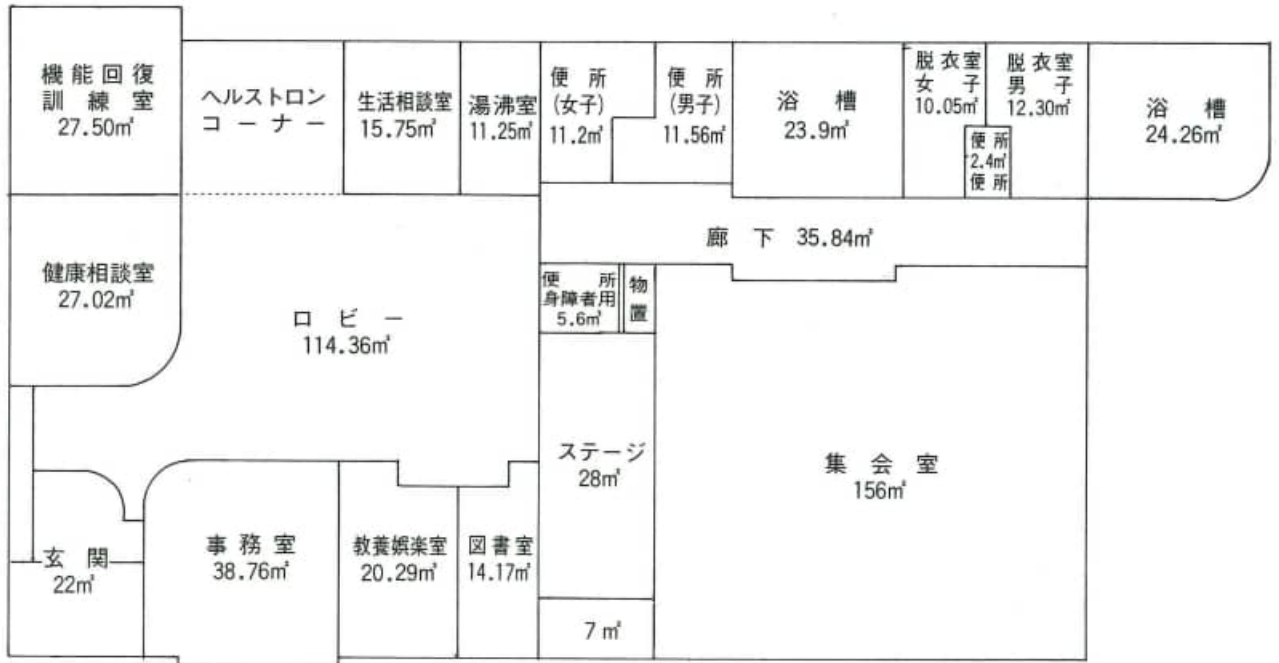 機能回復
訓練室
27.50㎡
ヘルストロン
コーナー
生活相談室
15.75㎡
湯沸室
11.25㎡
便所
(女子)
11.2㎡
便所
(男子)
11.56㎡
浴槽
23.9㎡
脱衣室
女子
10.05㎡
脱衣室
男子
12.30㎡
便所
2.4㎡
便所
浴槽
24.26㎡
健康相談室
27.02㎡
ロビー
114.36㎡
廊下 35.84㎡
便所
身障者用
5.6㎡
物置
ステージ
28㎡
集会室
156㎡
玄関
22㎡
事務室
38.76㎡
教養娯楽室
20.29㎡
図書室
14.17㎡
7㎡